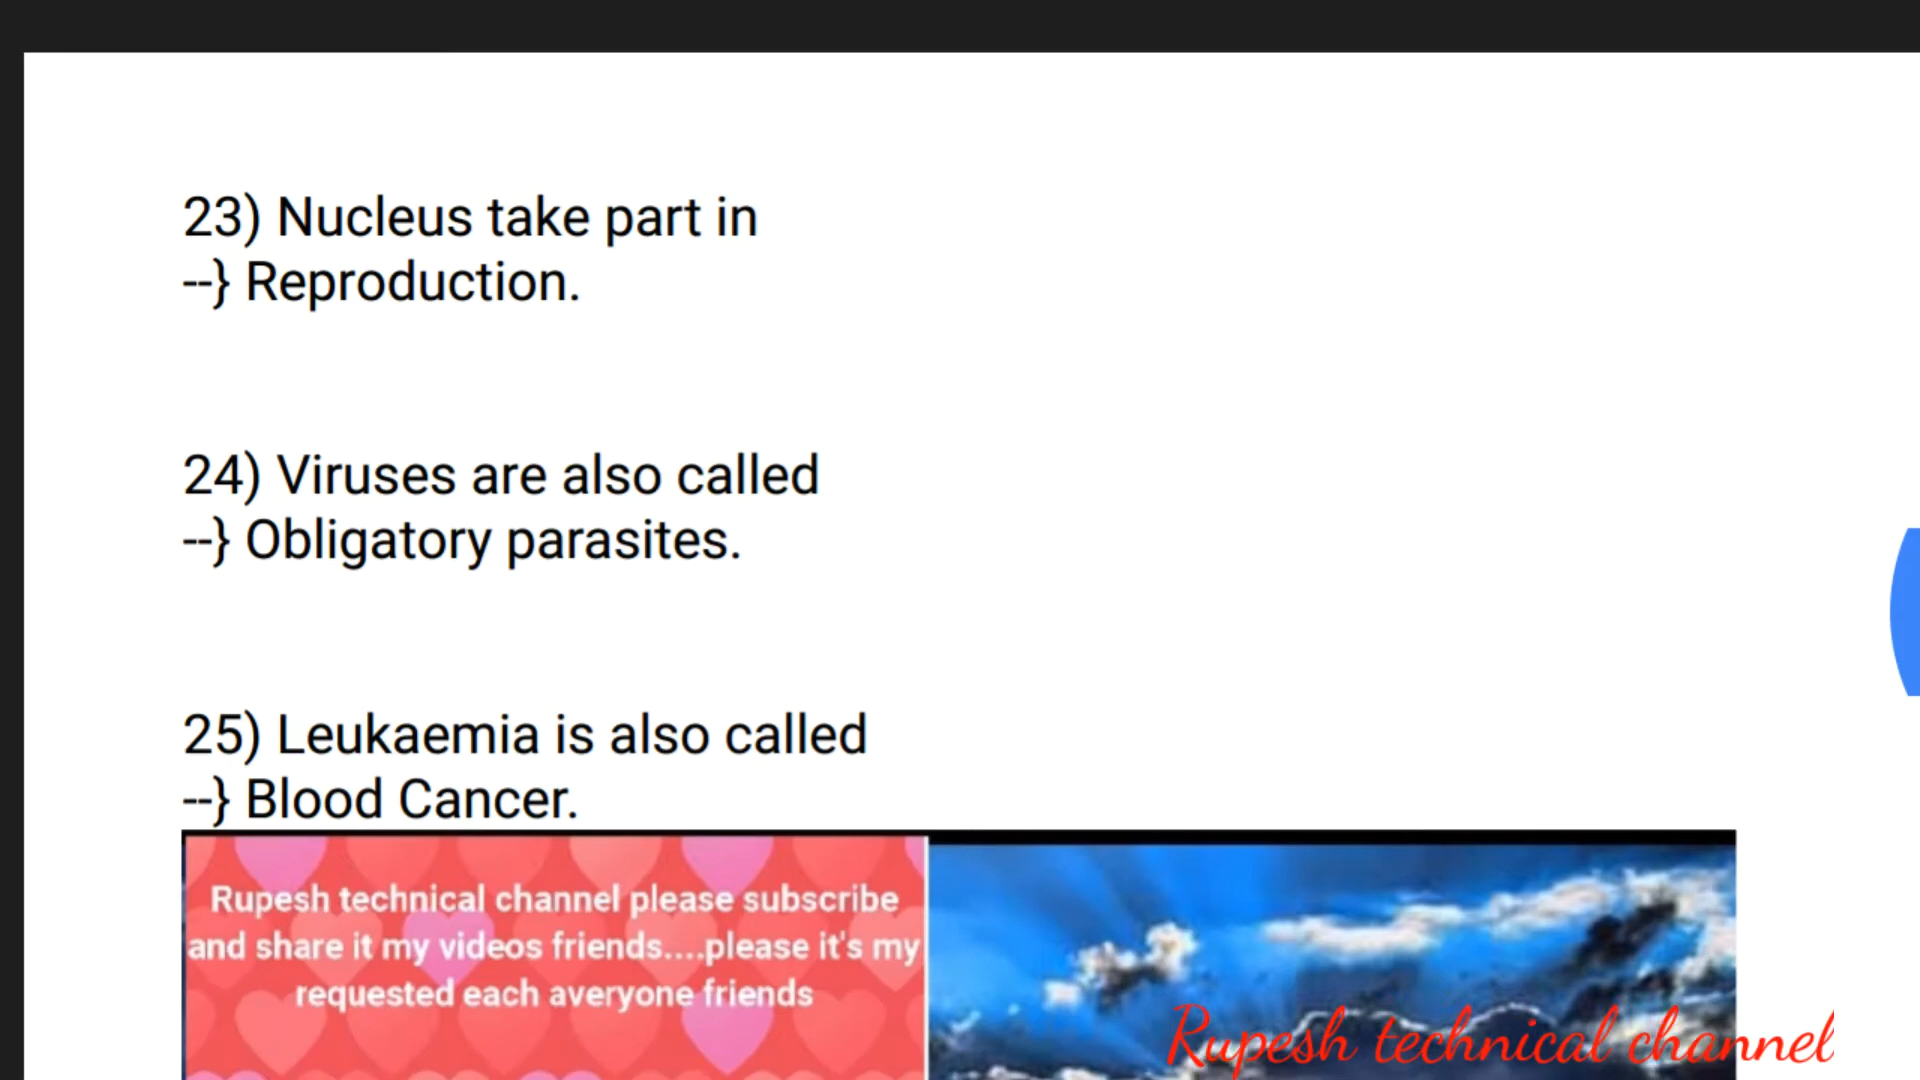 23) Nucleus take part in
--} Reproduction.
24) Viruses are also called
--} Obligatory parasites.
25) Leukaemia is also called
--} Blood Cancer.
Rupesh technical channel please subscribe
and share it my videos friends....please it's my
requested each averyone friends
Rupesh technical channel